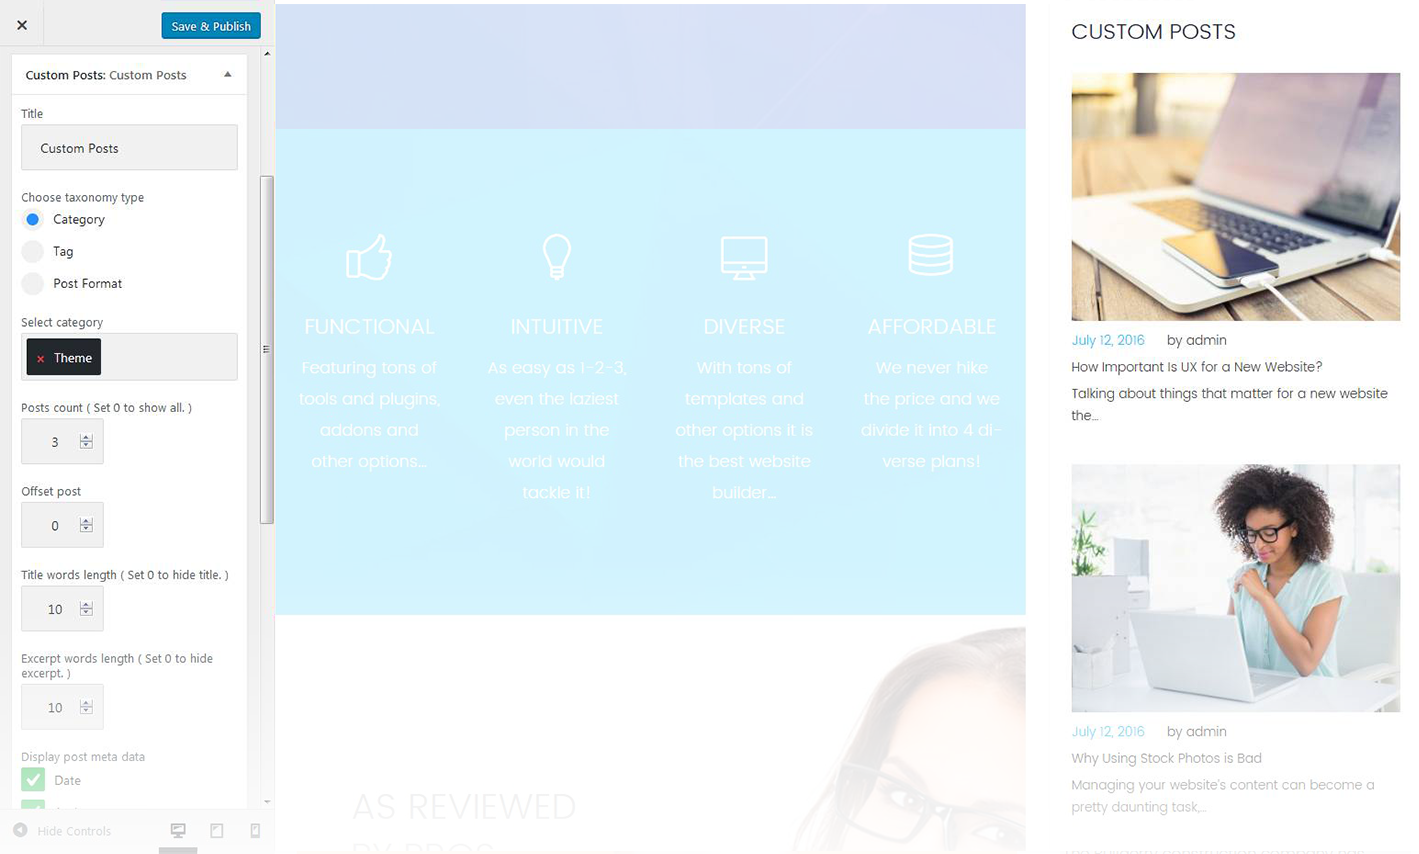 Save & Publish
Custom Posts: Custom Posts
Title
Custom Posts
Choose taxonomy type
Category
Tag
Post Format
Select category
× Theme
Posts count ( Set 0 to show all. )
3
Offset post
0
Title words length ( Set 0 to hide title. )
10
Excerpt words length ( Set 0 to hide
excerpt. )
10
Display post meta data
Date
Hide Controls
FUNCTIONAL
Featuring tons of
tools and plugins,
addons and
other options...
INTUITIVE
As easy as 1-2-3,
even the laziest
person in the
world would
tackle it!
DIVERSE
With tons of
templates and
other options it is
the best website
builder...
AFFORDABLE
We never hike
the price and we
divide it into 4 di-
verse plans!
AS REVIEWED
BY PROS
CUSTOM POSTS
July 12, 2016 by admin
How Important Is UX for a New Website?
Talking about things that matter for a new website
the...
July 12, 2016 by admin
Why Using Stock Photos is Bad
Managing your website's content can become a
pretty daunting task,...